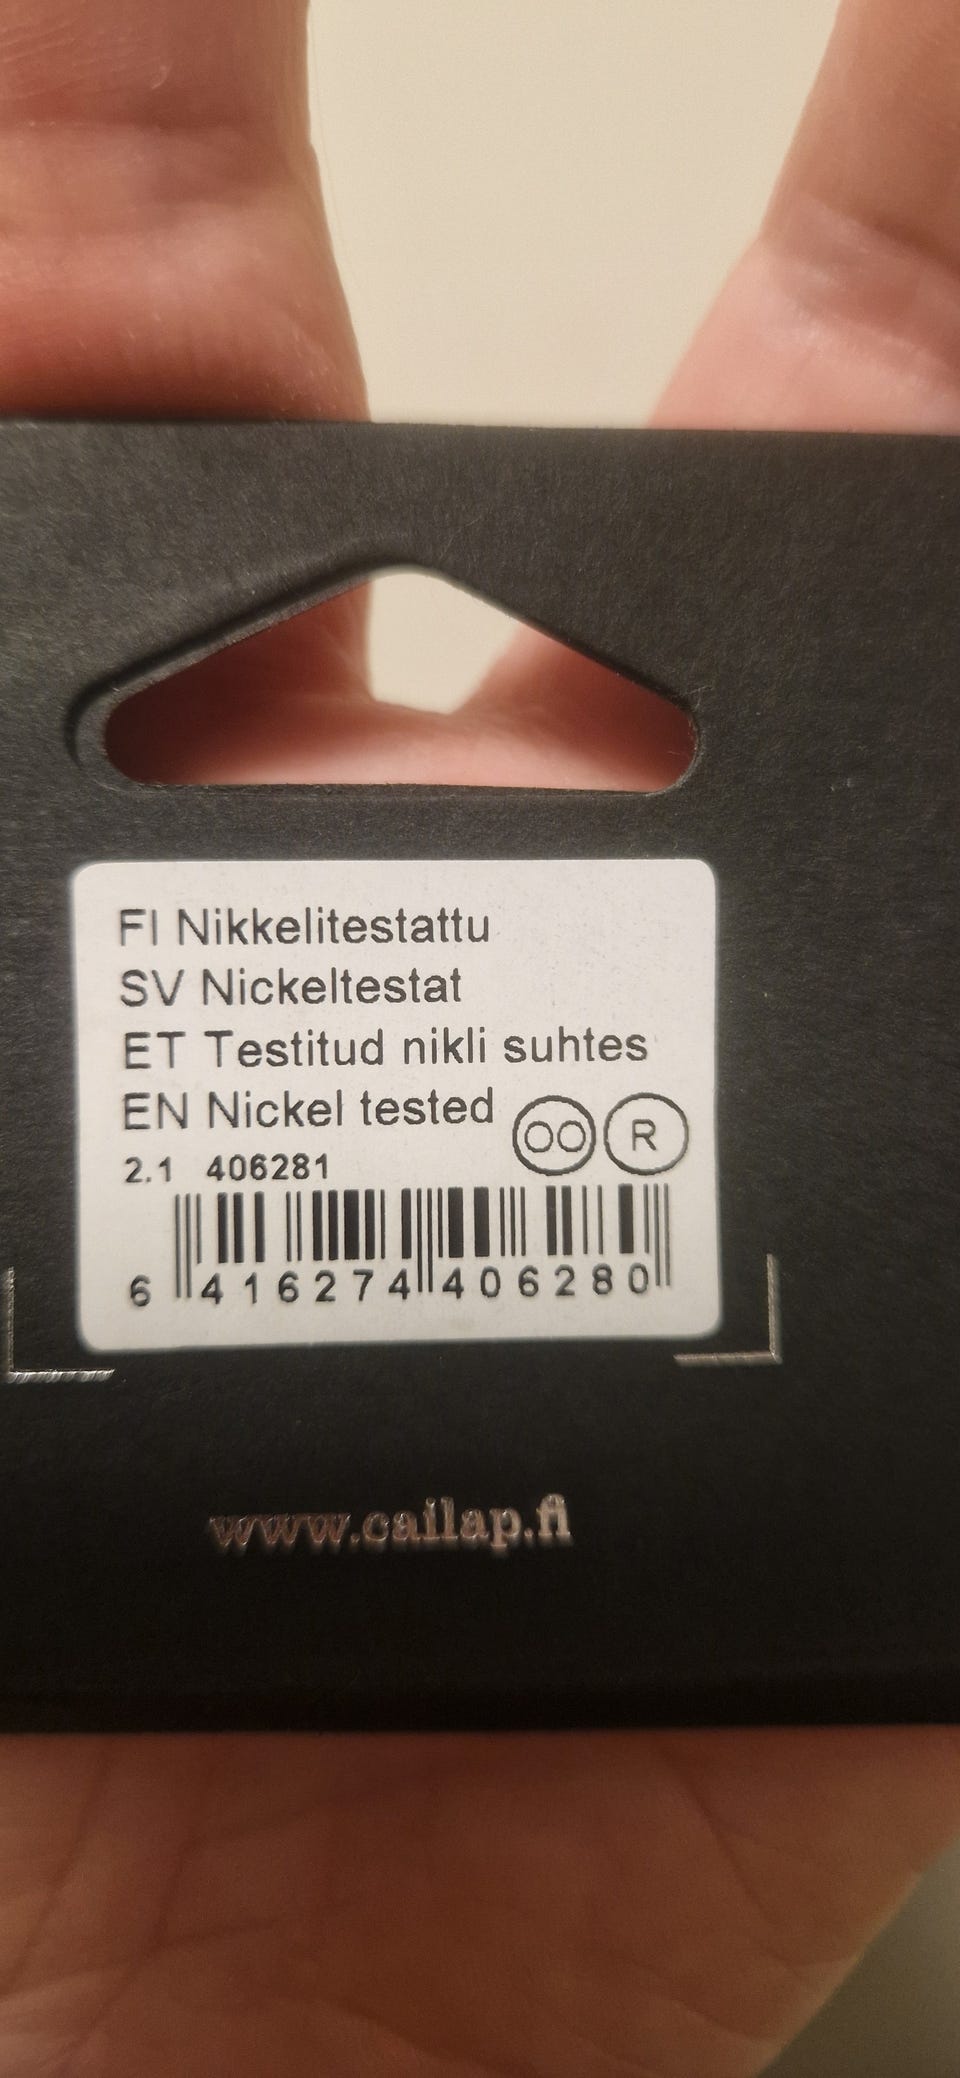 FI Nikkelitestattu
SV Nickeltestat
ET Testitud nikli suhtes
EN Nickel tested
OO R
2.1 406281
6 416274 406280
www.cailap.fi